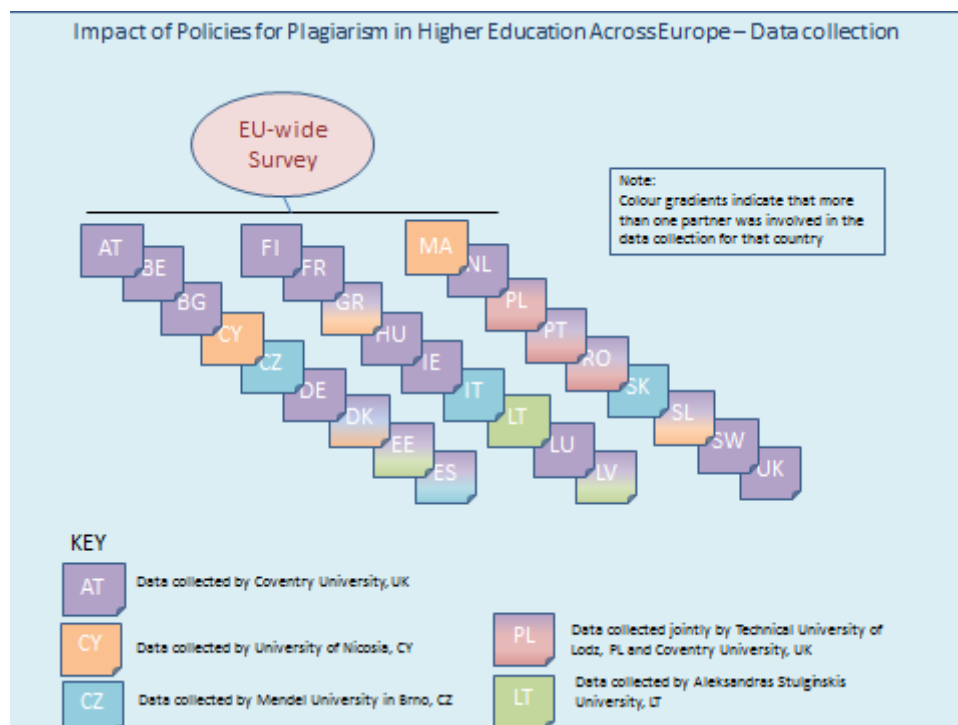 Impact of Policies for Plagiarism in Higher Education Across Europe – Data collection
EU-wide
Survey
Note:
Colour gradients indicate that more
than one partner was involved in the
data collection for that country
AT
BE
BG
CY
CZ
DE
DK
EE
ES
FI
FR
GR
HU
IE
IT
LT
LU
LV
MA
NL
PL
PT
RO
SK
SL
SW
UK
KEY
AT
Data collected by Coventry University, UK
CY
Data collected by University of Nicosia, CY
CZ
Data collected by Mendel University in Brno, CZ
PL
Data collected jointly by Technical University of
Lodz, PL and Coventry University, UK
LT
Data collected by Aleksandras Stulginskis
University, LT